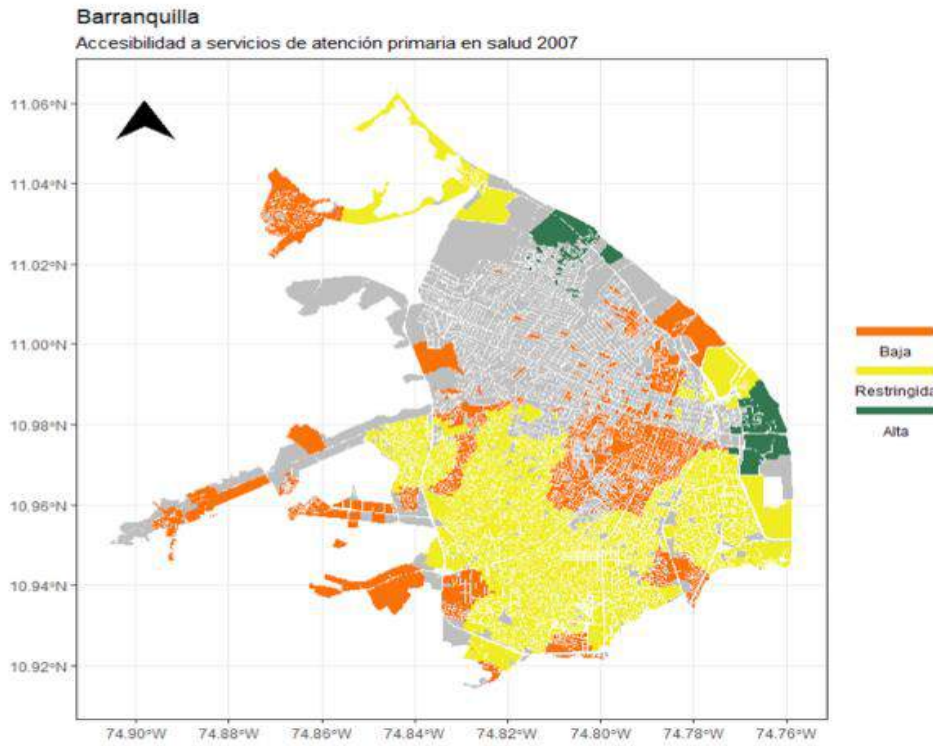 Barranquilla
Accesibilidad a servicios de atención primaria en salud 2007
11.06°N
11.04°N
11.02°N
11.00°N
10.98°N
10.96°N
10.94°N
10.92°N
74.90°W 74.88°W 74.86°W 74.84°W 74.82°W 74.80°W 74.78°W 74.76°W
Baja
Restringida
Alta